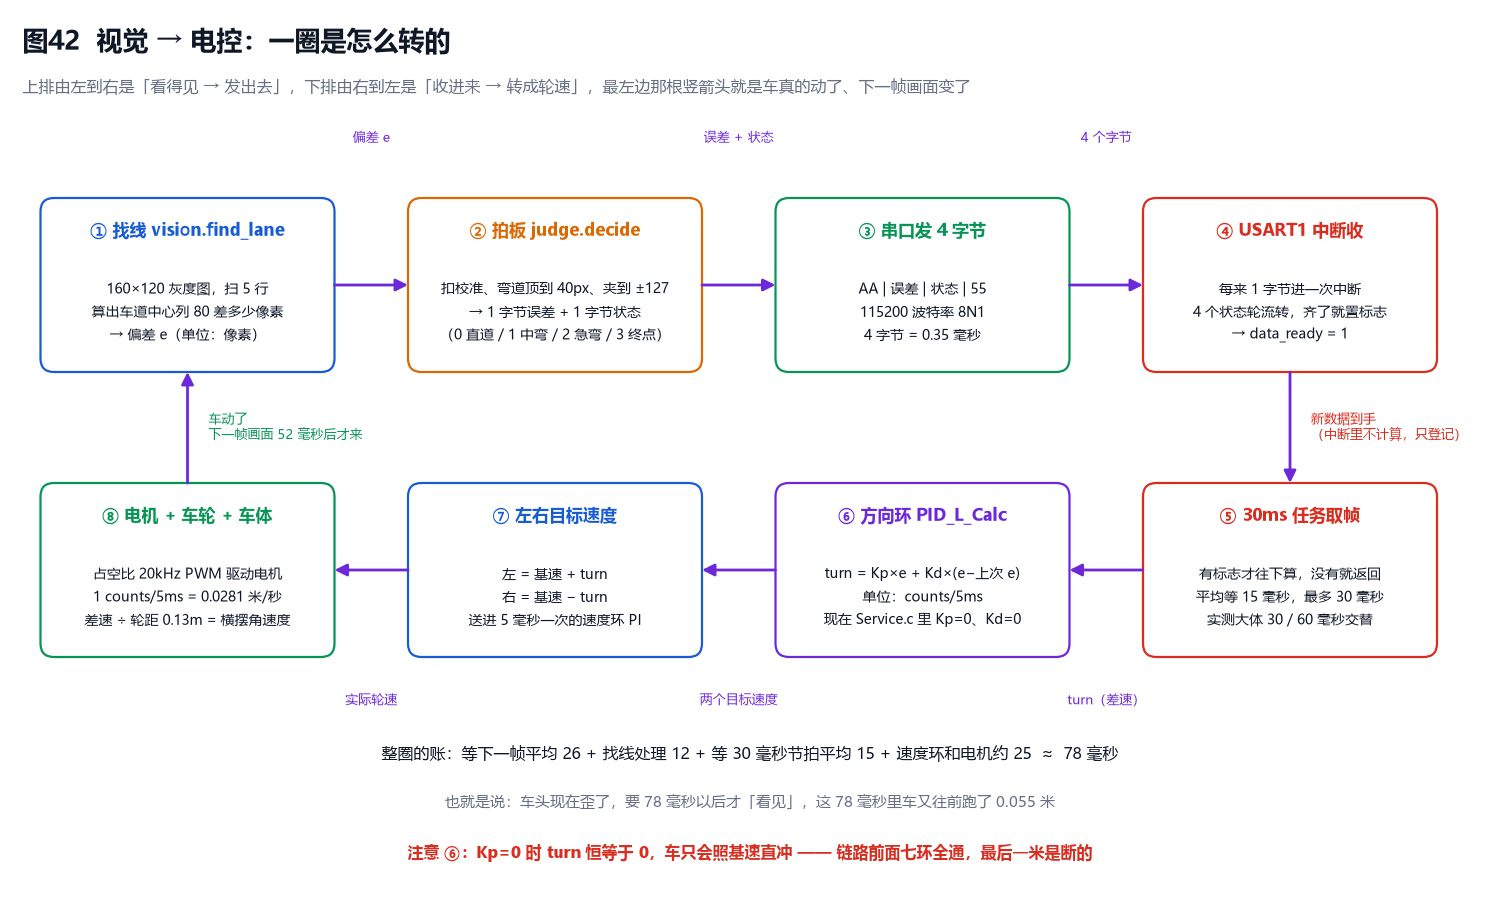 图42 视觉 → 电控：一圈是怎么转的
上排由左到右是「看得见 → 发出去」，下排由右到左是「收进来 → 转成轮速」，最左边那根竖箭头就是车真的动了、下一帧画面变了
偏差 e
误差 + 状态
4 个字节
① 找线 vision.find_lane
160×120 灰度图，扫 5 行
算出车道中心列 80 差多少像素
→ 偏差 e（单位：像素）
② 拍板 judge.decide
扣校准、弯道顶到 40px、夹到 ±127
→ 1 字节误差 + 1 字节状态
（0 直道 / 1 中弯 / 2 急弯 / 3 终点）
③ 串口发 4 字节
AA | 误差 | 状态 | 55
115200 波特率 8N1
4 字节 = 0.35 毫秒
④ USART1 中断收
每来 1 字节进一次中断
4 个状态轮流转，齐了就置标志
→ data_ready = 1
车动了
下一帧画面 52 毫秒后才来
新数据到手
（中断里不计算，只登记）
⑧ 电机 + 车轮 + 车体
占空比 20kHz PWM 驱动电机
1 counts/5ms = 0.0281 米/秒
差速 ÷ 轮距 0.13m = 横摆角速度
⑦ 左右目标速度
左 = 基速 + turn
右 = 基速 − turn
送进 5 毫秒一次的速度环 PI
⑥ 方向环 PID_L_Calc
turn = Kp×e + Kd×(e−上次 e)
单位：counts/5ms
现在 Service.c 里 Kp=0、Kd=0
⑤ 30ms 任务取帧
有标志才往下算，没有就返回
平均等 15 毫秒，最多 30 毫秒
实测大体 30 / 60 毫秒交替
实际轮速
两个目标速度
turn（差速）
整圈的账：等下一帧平均 26 + 找线处理 12 + 等 30 毫秒节拍平均 15 + 速度环和电机约 25 ≈ 78 毫秒
也就是说：车头现在歪了，要 78 毫秒以后才「看见」，这 78 毫秒里车又往前跑了 0.055 米
注意 ⑥：Kp=0 时 turn 恒等于 0，车只会照基速直冲 —— 链路前面七环全通，最后一米是断的